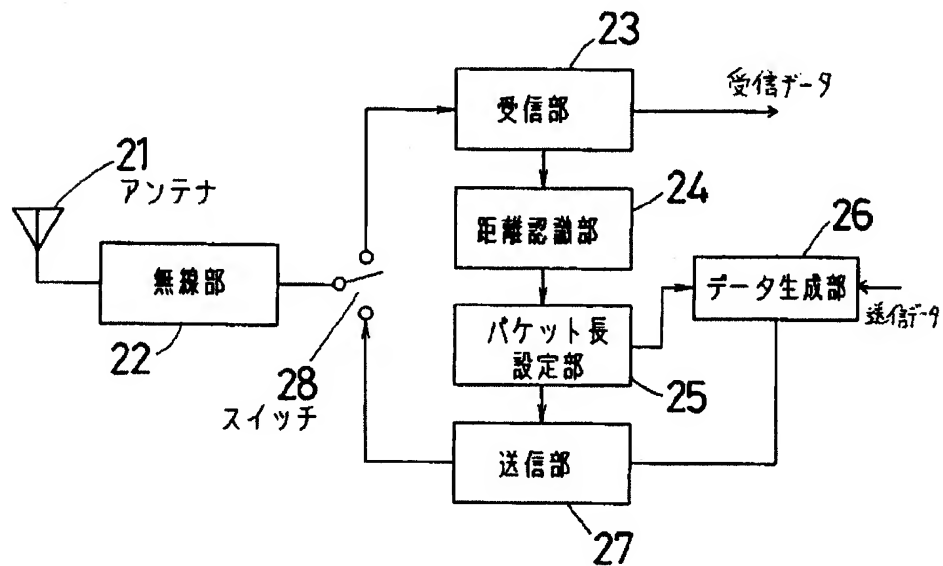 23
受信部
受信データ
21
アンテナ
24
距離認識部
26
データ生成部
送信データ
無線部
22
パケット長
設定部
25
28
スイッチ
送信部
27